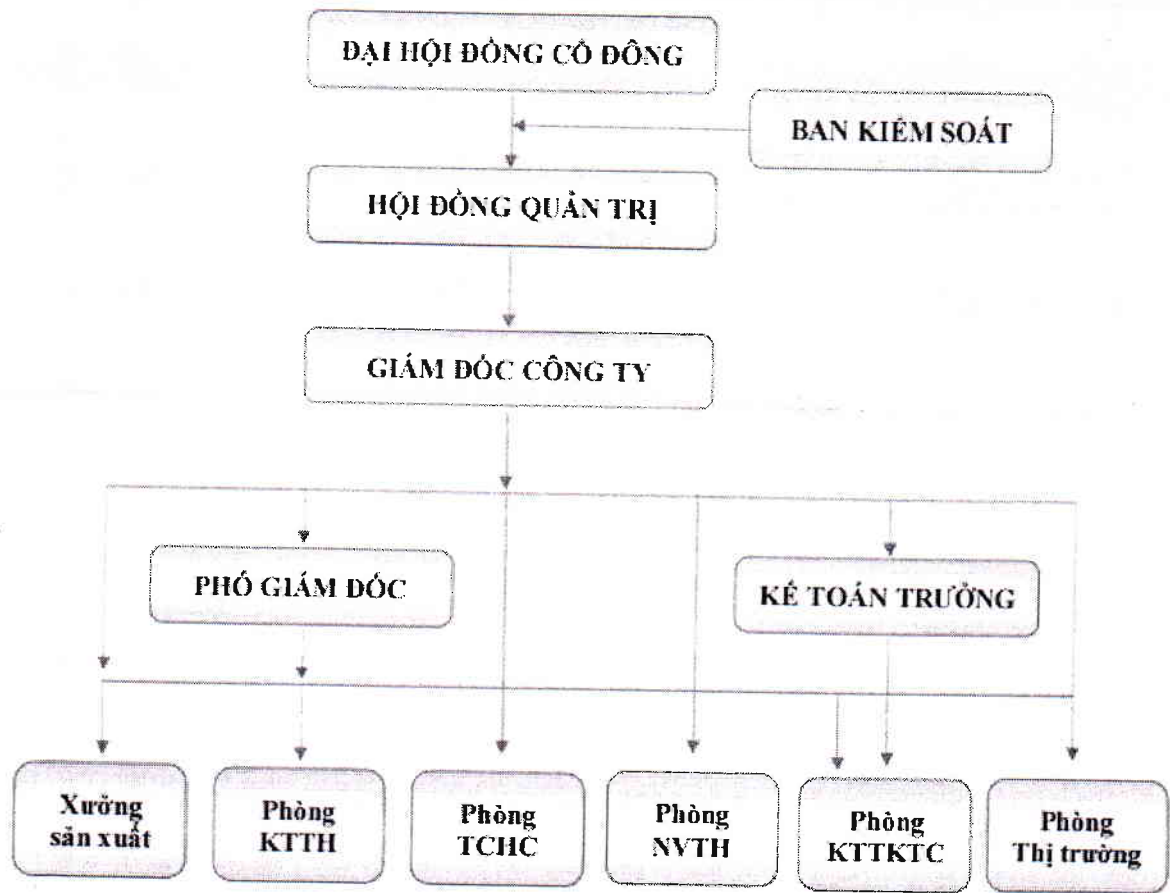 ĐẠI HỘI ĐỒNG CỔ ĐÔNG
BAN KIỂM SOÁT
HỘI ĐỒNG QUẢN TRỊ
GIÁM ĐỐC CÔNG TY
PHÓ GIÁM ĐỐC
KẾ TOÁN TRƯỞNG
Xưởng
sản xuất
Phòng
KTTH
Phòng
TCHC
Phòng
NVTH
Phòng
KTTKTC
Phòng
Thị trường